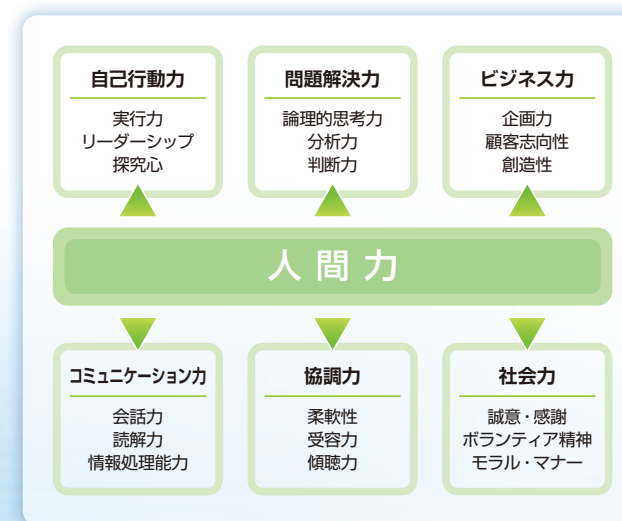 自己行動力
実行力
リーダーシップ
探究心
問題解決力
論理的思考力
分析力
判断力
ビジネス力
企画力
顧客志向性
創造性
人間力
コミュニケーション力
会話力
読解力
情報処理能力
協調力
柔軟性
受容力
傾聴力
社会力
誠意・感謝
ボランティア精神
モラル・マナー